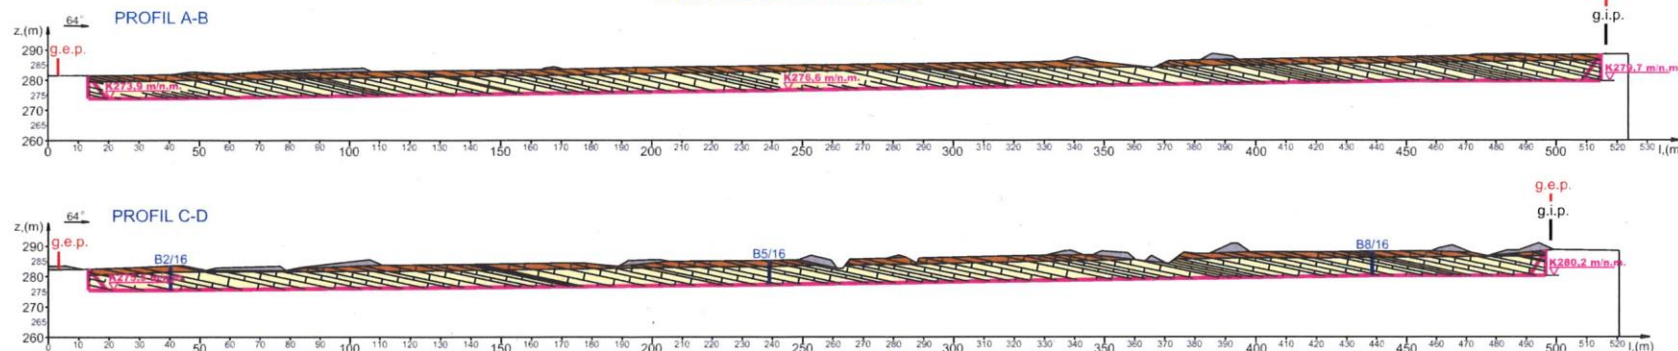 PROFIL A-B
64°
z,(m)
g.e.p.
g.i.p.
290
285
280
275
270
265
260
K273,9 m/n.m.
K276,6 m/n.m.
K279,7 m/n.m.
0 10 20 30 40 50 60 70 80 90 100 110 120 130 140 150 160 170 180 190 200 210 220 230 240 250 260 270 280 290 300 310 320 330 340 350 360 370 380 390 400 410 420 430 440 450 460 470 480 490 500 510 520 530 l,(m
PROFIL C-D
64°
z,(m)
g.e.p.
g.e.p.
g.i.p.
B2/16
B5/16
B8/16
290
285
280
275
270
265
260
K280,2 m/n.m.
0 10 20 30 40 50 60 70 80 90 100 110 120 130 140 150 160 170 180 190 200 210 220 230 240 250 260 270 280 290 300 310 320 330 340 350 360 370 380 390 400 410 420 430 440 450 460 470 480 490 500 510 520 l,(m)